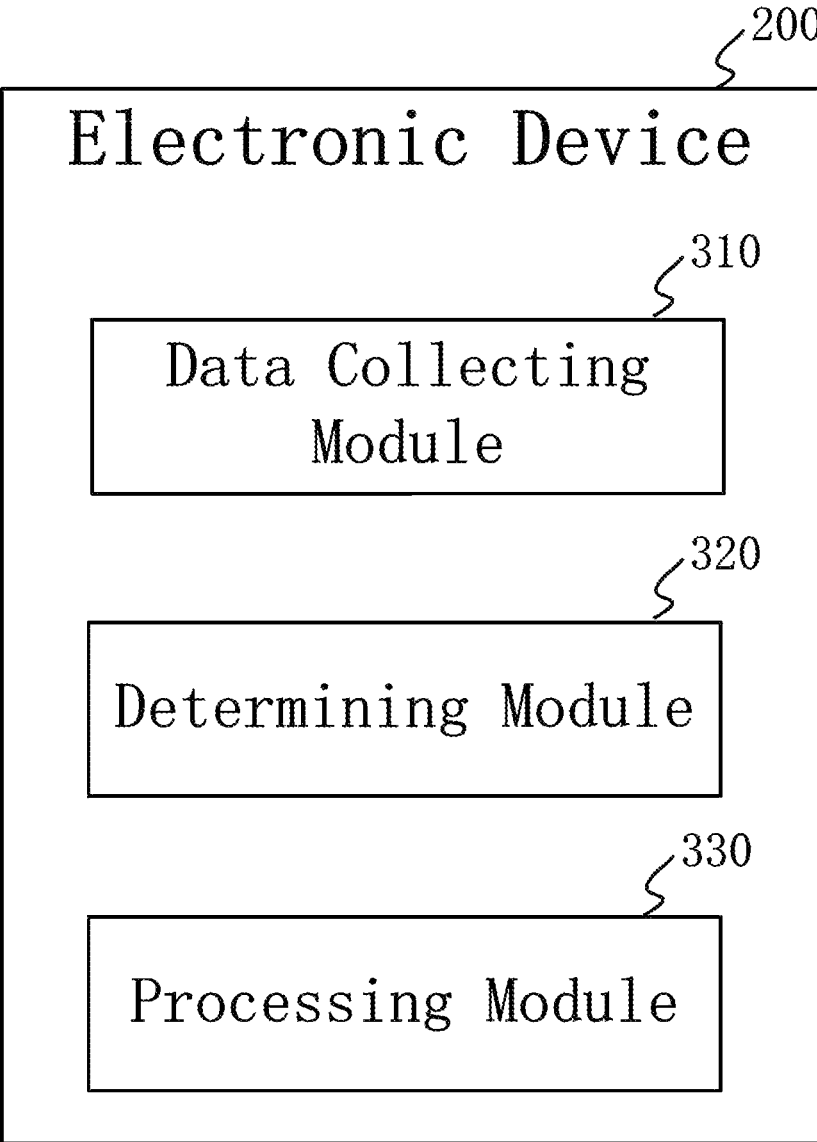 200
Electronic Device
310
Data Collecting
Module
320
Determining Module
330
Processing Module